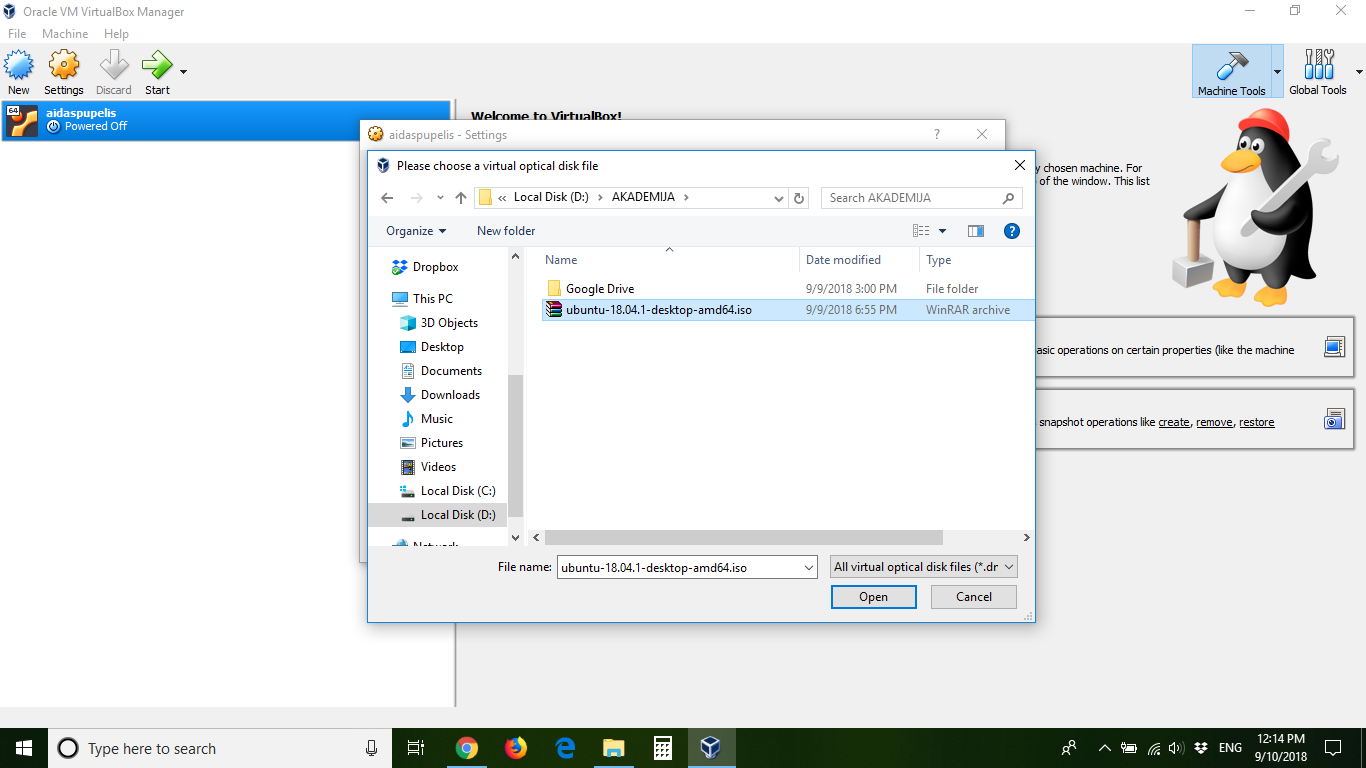 Oracle VM VirtualBox Manager
File Machine Help
New Settings Discard Start
Machine Tools Global Tools
64
aidaspupelis
Powered Off
Welcome to VirtualBox!
aidaspupelis - Settings
?
Please choose a virtual optical disk file
« Local Disk (D:) › AKADEMIJA ›
Search AKADEMIJA
y chosen machine. For
of the window. This list
Organize New folder
?
Name Date modified Type
Dropbox
This PC
3D Objects
Desktop
Documents
Downloads
Music
Pictures
Videos
Local Disk (C:)
Local Disk (D:)
Network
Google Drive 9/9/2018 3:00 PM File folder
ubuntu-18.04.1-desktop-amd64.iso 9/9/2018 6:55 PM WinRAR archive
asic operations on certain properties (like the machine
snapshot operations like create, remove, restore
File name: ubuntu-18.04.1-desktop-amd64.iso All virtual optical disk files (*.dr
Open Cancel
Type here to search
ENG
12:14 PM
9/10/2018